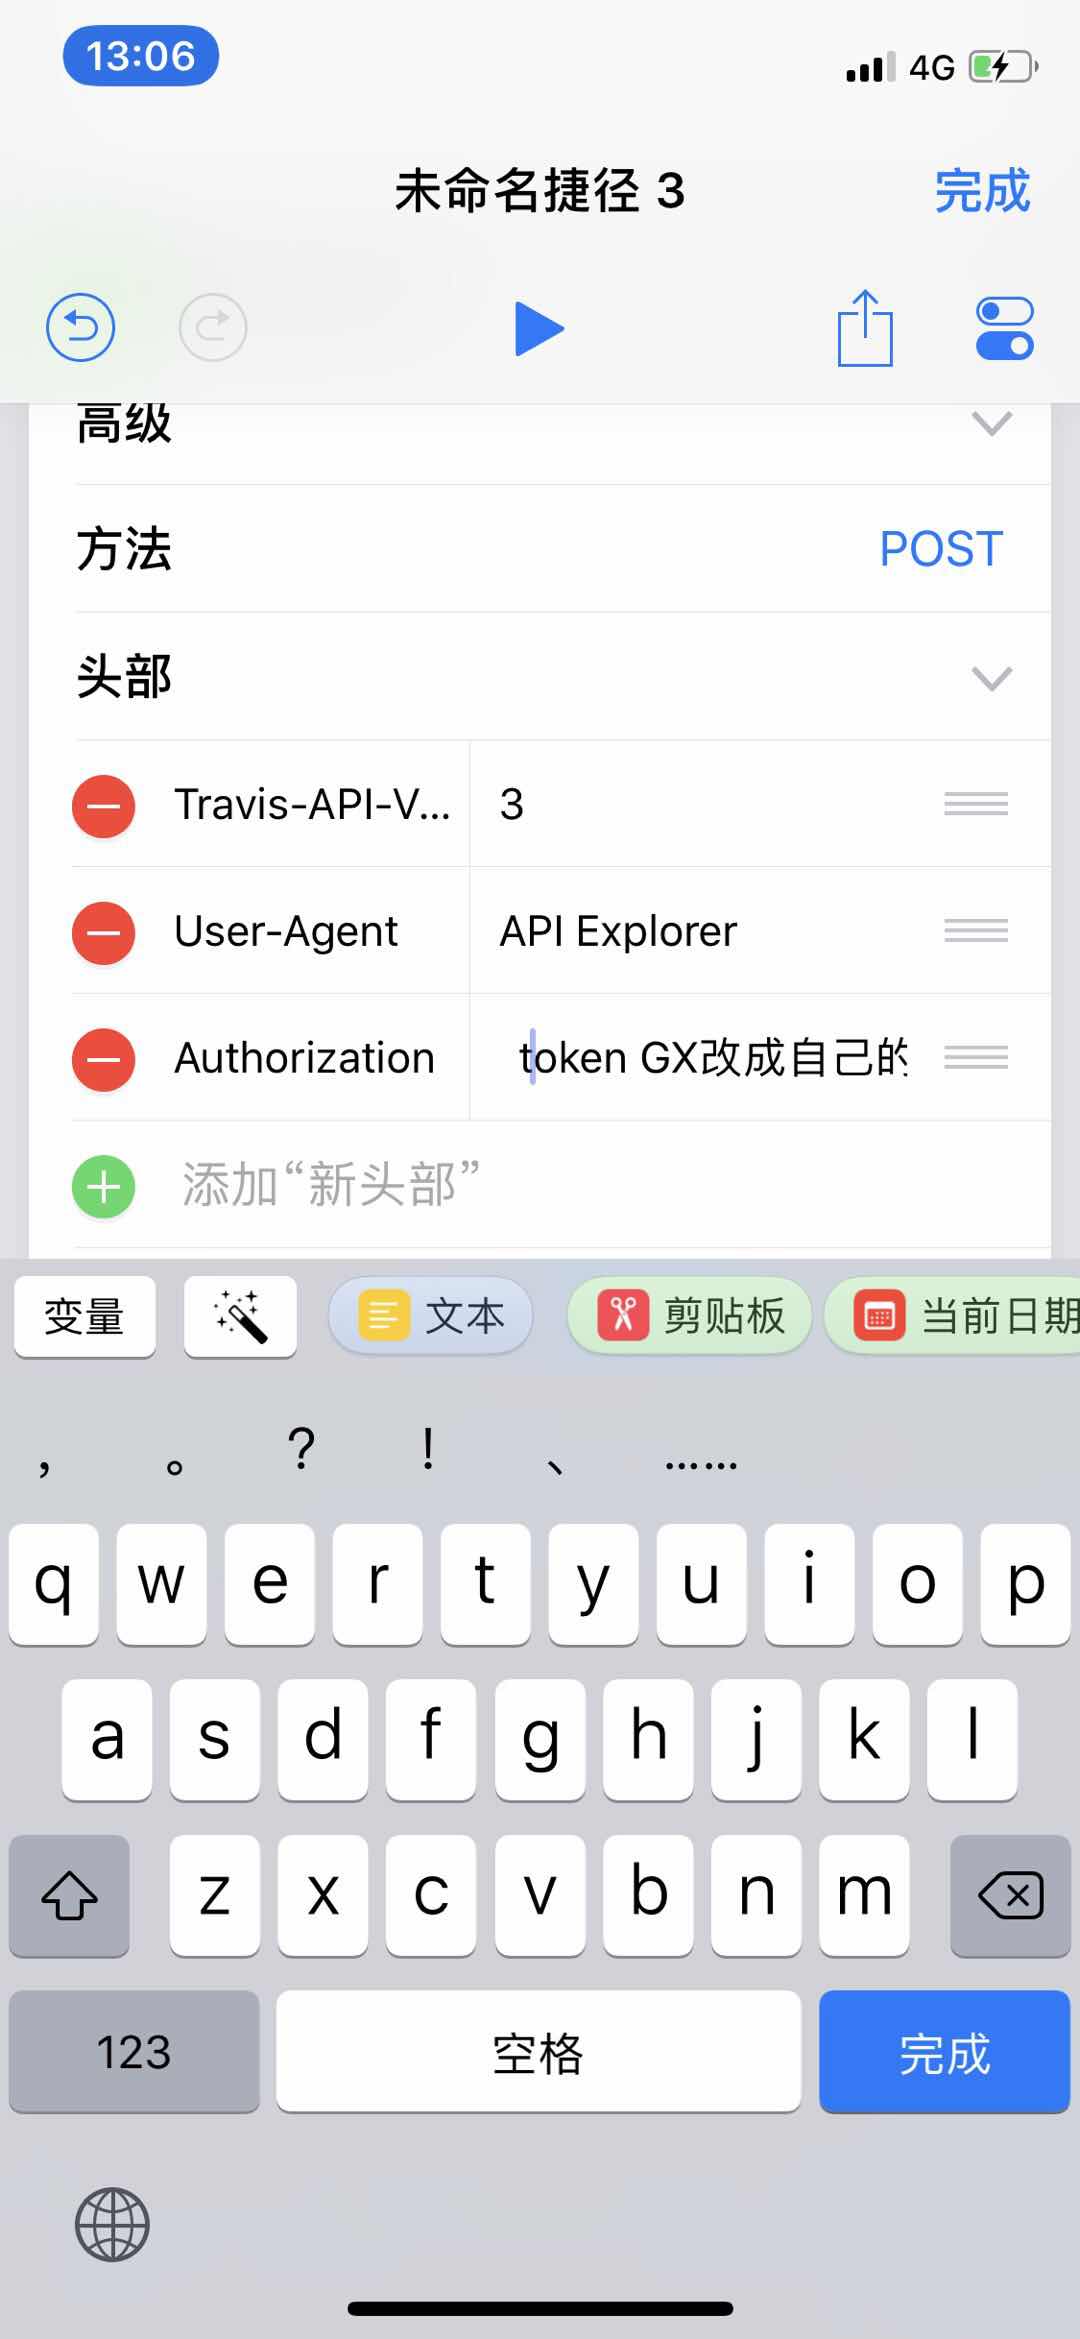 13:06
4G
未命名捷径 3
完成
高级
方法
POST
头部
Travis-API-V...
3
User-Agent
API Explorer
Authorization
token GX改成自己的
添加“新头部”
变量
文本
剪贴板
当前日期
， 。 ? ! 、 ……
q w e r t y u i o p
a s d f g h j k l
z x c v b n m
123
空格
完成